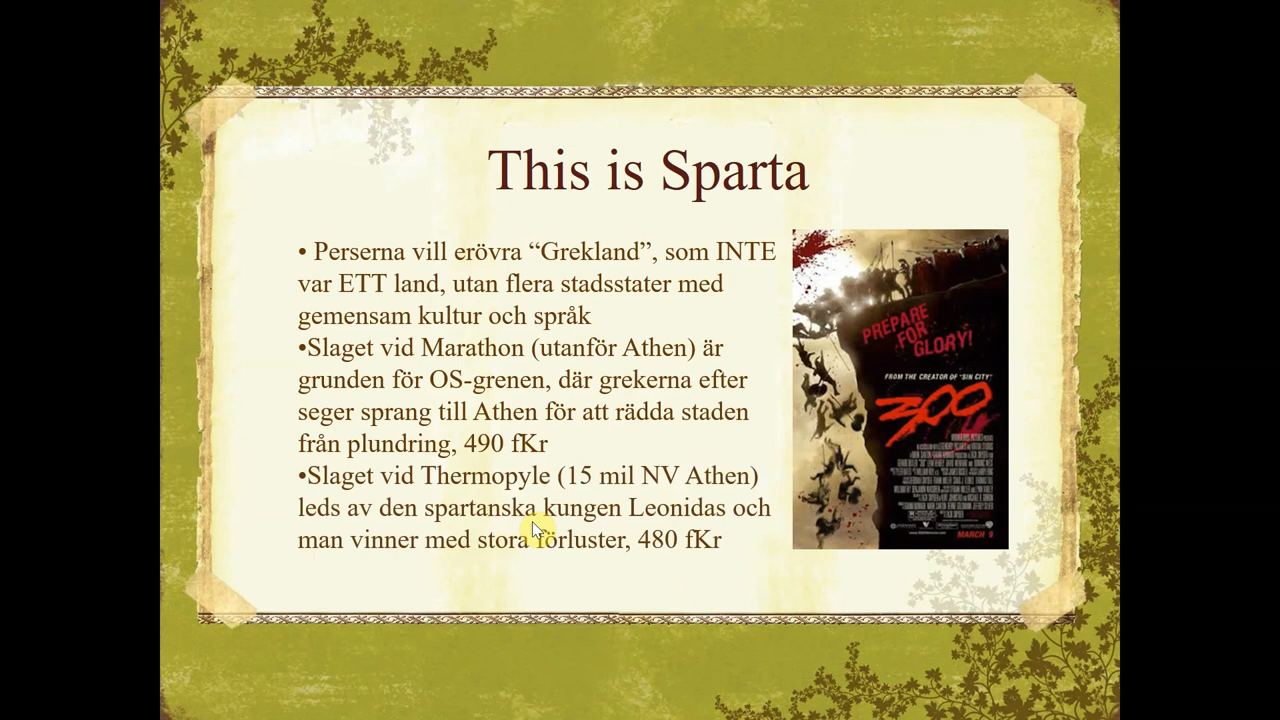 This is Sparta
• Perserna vill erövra “Grekland”, som INTE
var ETT land, utan flera stadsstater med
gemensam kultur och språk
•Slaget vid Marathon (utanför Athen) är
grunden för OS-grenen, där grekerna efter
seger sprang till Athen för att rädda staden
från plundring, 490 fKr
•Slaget vid Thermopyle (15 mil NV Athen)
leds av den spartanska kungen Leonidas och
man vinner med stora förluster, 480 fKr
PREPARE
FOR
GLORY!
FROM THE CREATOR OF "SIN CITY"
300
MARCH 9